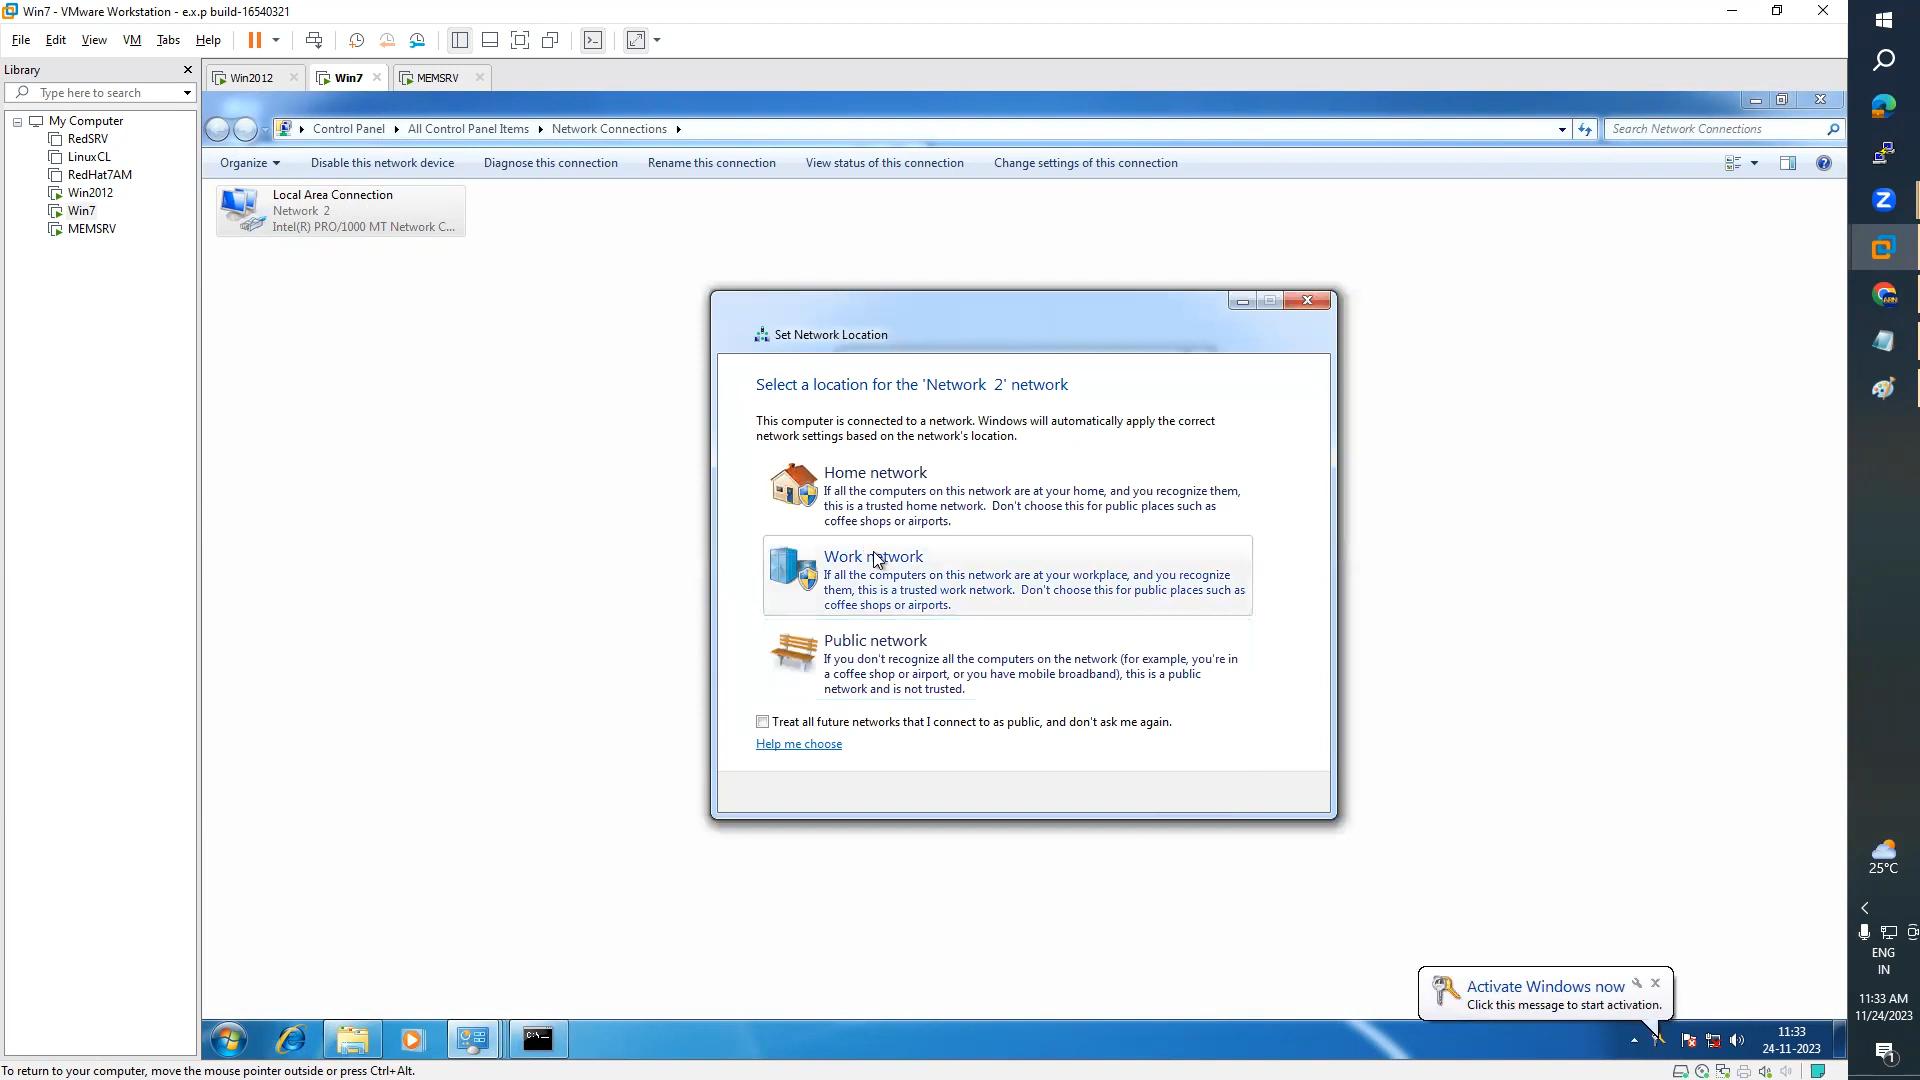 Win7 - VMware Workstation - e.x.p build-16540321
File Edit View VM Tabs Help
Library
Type here to search
My Computer
RedSRV
LinuxCL
RedHat7AM
Win2012
Win7
MEMSRV
Win2012 Win7 MEMSRV
Control Panel All Control Panel Items Network Connections
Search Network Connections
Organize Disable this network device Diagnose this connection Rename this connection View status of this connection Change settings of this connection
Local Area Connection
Network 2
Intel(R) PRO/1000 MT Network C...
Set Network Location
Select a location for the 'Network 2' network
This computer is connected to a network. Windows will automatically apply the correct
network settings based on the network's location.
Home network
If all the computers on this network are at your home, and you recognize them,
this is a trusted home network. Don't choose this for public places such as
coffee shops or airports.
Work network
If all the computers on this network are at your workplace, and you recognize
them, this is a trusted work network. Don't choose this for public places such as
coffee shops or airports.
Public network
If you don't recognize all the computers on the network (for example, you're in
a coffee shop or airport, or you have mobile broadband), this is a public
network and is not trusted.
Treat all future networks that I connect to as public, and don't ask me again.
Help me choose
Activate Windows now
Click this message to start activation.
11:33
24-11-2023
To return to your computer, move the mouse pointer outside or press Ctrl+Alt.
25°C
ENG
IN
11:33 AM
11/24/2023
1